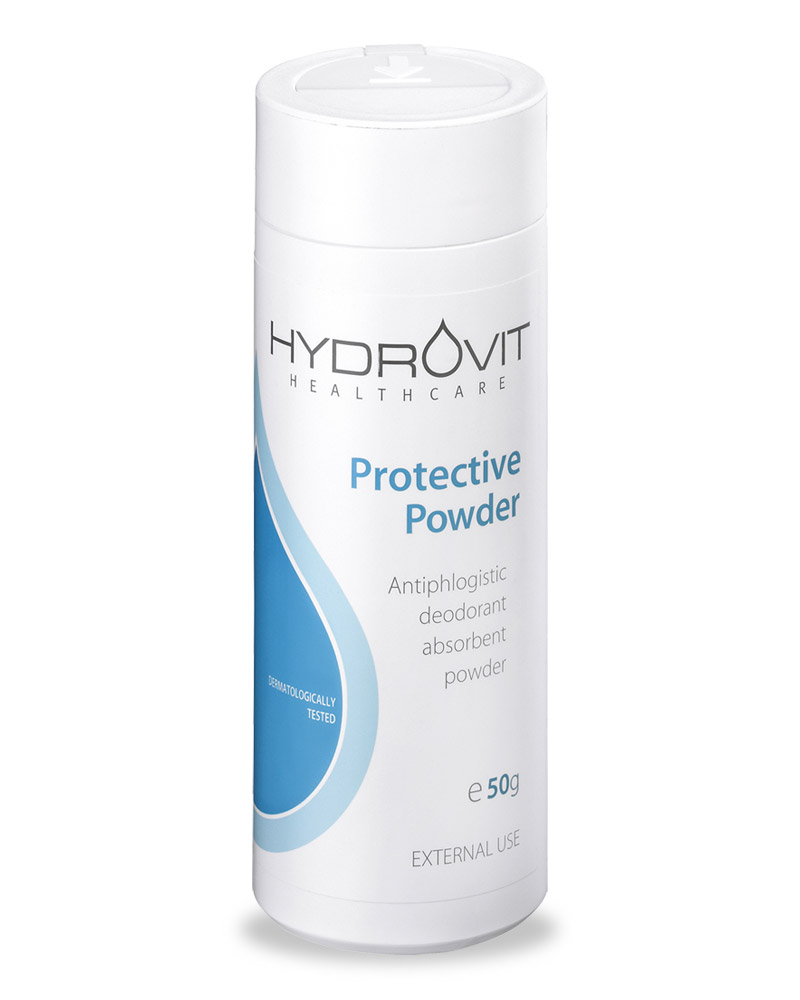 HYDROVIT
HEALTHCARE
Protective
Powder
Antiphlogistic
deodorant
absorbent
powder
DERMATOLOGICALLY
TESTED
e 50g
EXTERNAL USE